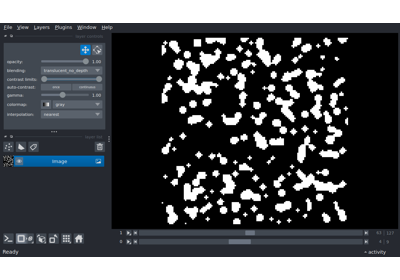 File View Layers Plugins Window Help
opacity: 1.00
blending: translucent_no_depth
contrast limits:
auto-contrast: once continuous
gamma: 1.00
colormap: gray
interpolation: nearest
Image
1
0
Ready
activity